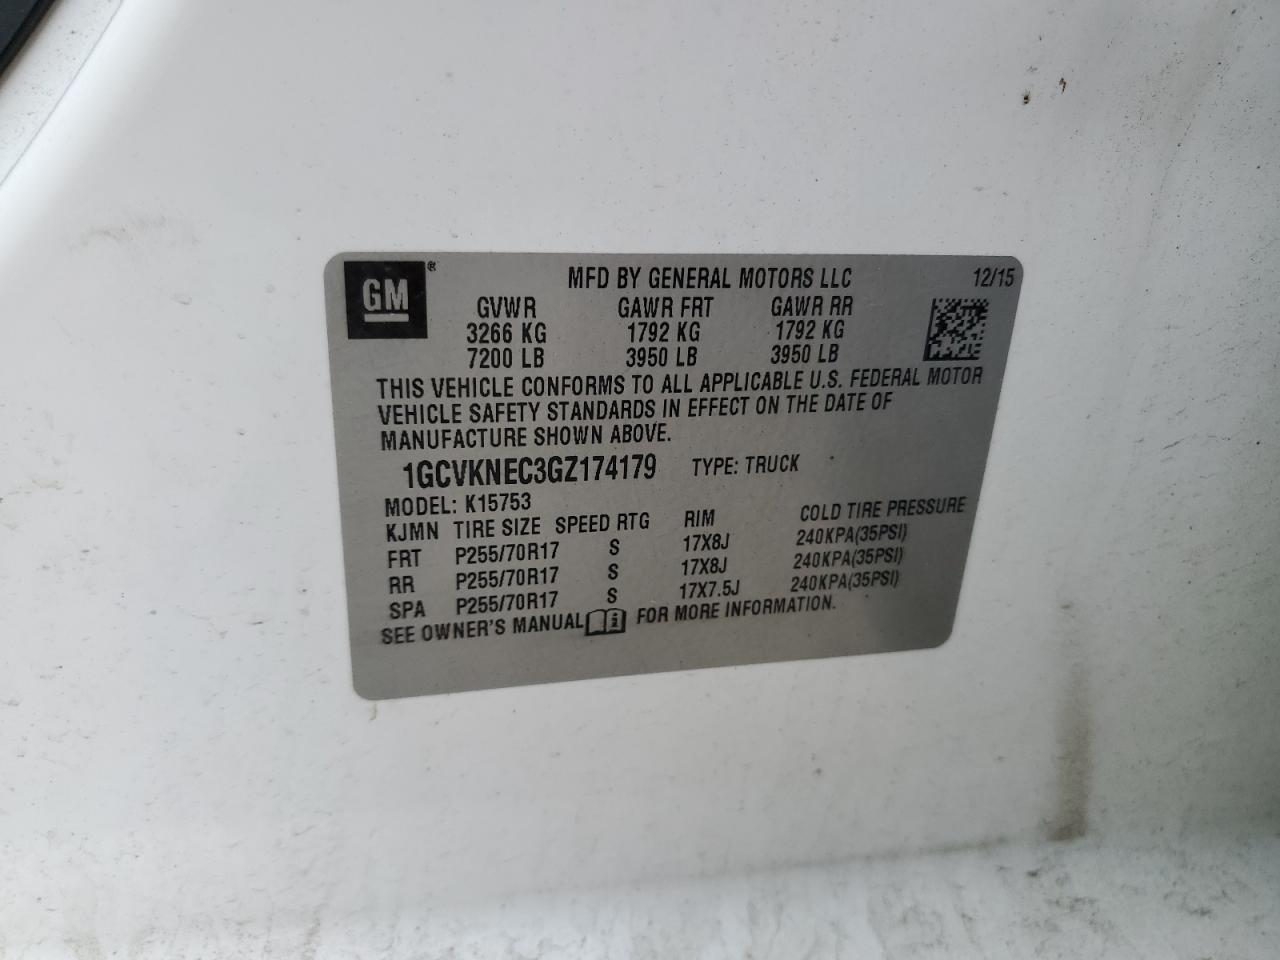 GM® MFD BY GENERAL MOTORS LLC 12/15
GVWR GAWR FRT GAWR RR
3266 KG 1792 KG 1792 KG
7200 LB 3950 LB 3950 LB
THIS VEHICLE CONFORMS TO ALL APPLICABLE U.S. FEDERAL MOTOR
VEHICLE SAFETY STANDARDS IN EFFECT ON THE DATE OF
MANUFACTURE SHOWN ABOVE.
1GCVKNEC3GZ174179 TYPE: TRUCK
MODEL: K15753
KJMN TIRE SIZE SPEED RTG RIM COLD TIRE PRESSURE
FRT P255/70R17 S 17X8J 240KPA(35PSI)
RR P255/70R17 S 17X8J 240KPA(35PSI)
SPA P255/70R17 S 17X7.5J 240KPA(35PSI)
SEE OWNER'S MANUAL i FOR MORE INFORMATION.